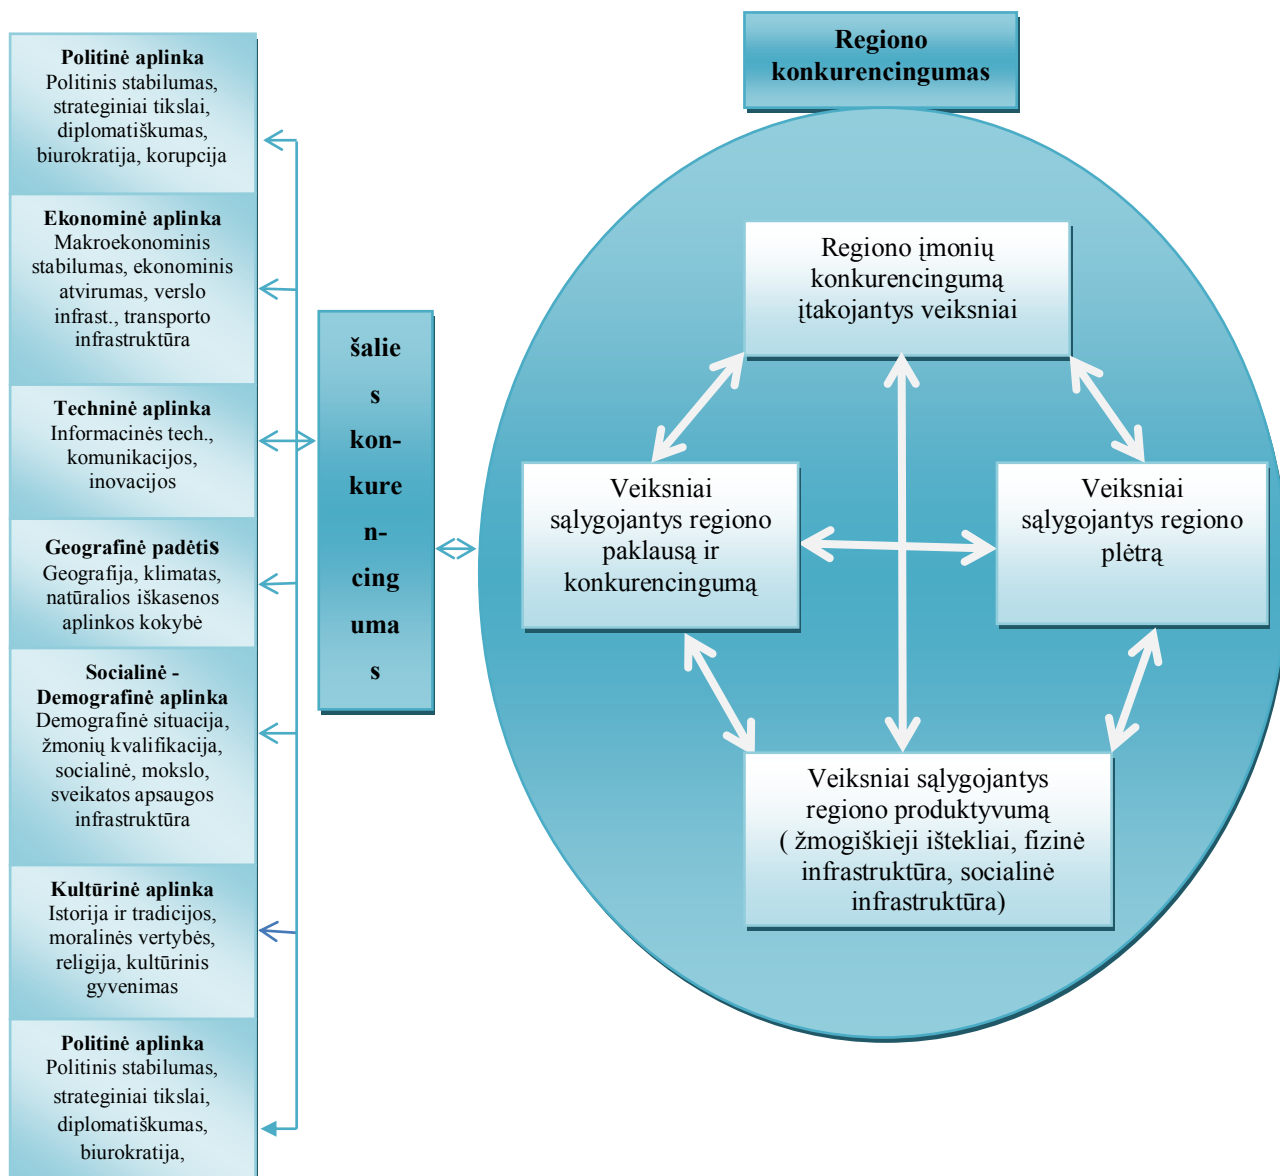 Politinė aplinka
Politinis stabilumas,
strateginiai tikslai,
diplomatiškumas,
biurokratija, korupcija
Ekonominė aplinka
Makroekonominis
stabilumas, ekonominis
atvirumas, verslo
infrast., transporto
infrastruktūra
Techninė aplinka
Informacinės tech.,
komunikacijos,
inovacijos
Geografinė padėtis
Geografija, klimatas,
natūralios iškasenos
aplinkos kokybė
Socialinė -
Demografinė aplinka
Demografinė situacija,
žmonių kvalifikacija,
socialinė, mokslo,
sveikatos apsaugos
infrastruktūra
Kultūrinė aplinka
Istorija ir tradicijos,
moralinės vertybės,
religija, kultūrinis
gyvenimas
Politinė aplinka
Politinis stabilumas,
strateginiai tikslai,
diplomatiškumas,
biurokratija,
šalie
s
kon-
kure
n-
cing
uma
s
Regiono
konkurencingumas
Regiono įmonių
konkurencingumą
įtakojantys veiksniai
Veiksniai
sąlygojantys regiono
paklausą ir
konkurencingumą
Veiksniai
sąlygojantys regiono
plėtrą
Veiksniai sąlygojantys
regiono produktyvumą
( žmogiškieji ištekliai, fizinė
infrastruktūra, socialinė
infrastruktūra)